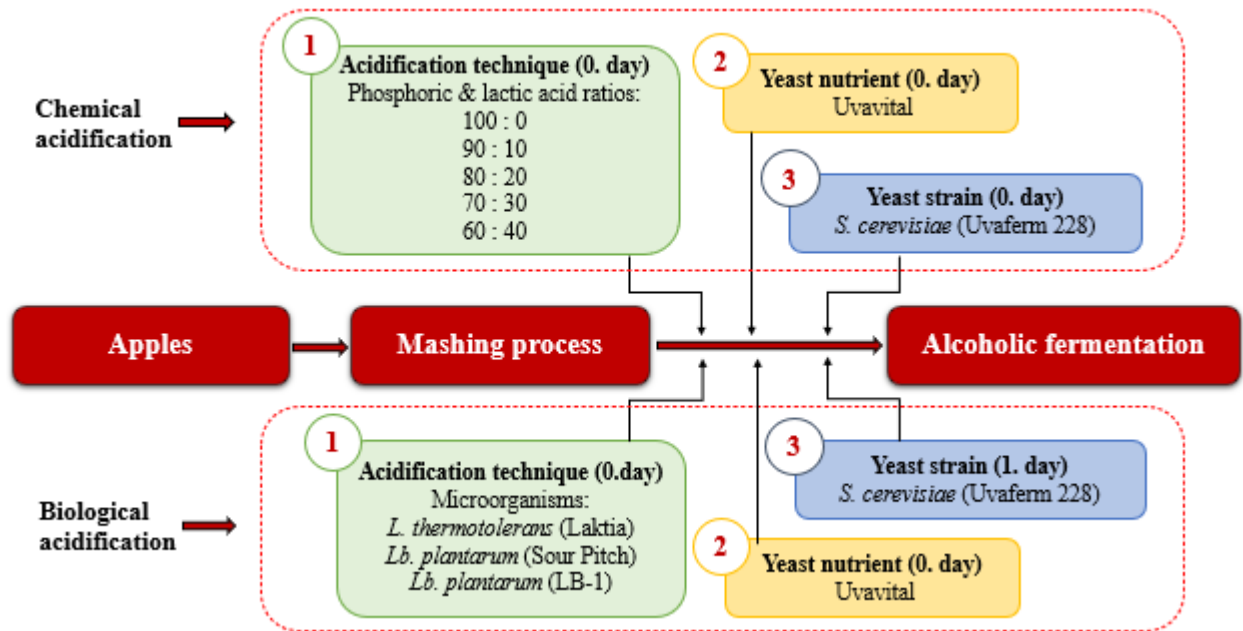 1
Acidification technique (0. day)
Phosphoric & lactic acid ratios:
100 : 0
90 : 10
80 : 20
70 : 30
60 : 40
2
Yeast nutrient (0. day)
Uvavital
Chemical
acidification
3
Yeast strain (0. day)
S. cerevisiae (Uvaferm 228)
Apples
Mashing process
Alcoholic fermentation
1
Acidification technique (0.day)
Microorganisms:
L. thermotolerans (Laktia)
Lb. plantarum (Sour Pitch)
Lb. plantarum (LB-1)
3
Yeast strain (1. day)
S. cerevisiae (Uvaferm 228)
Biological
acidification
2
Yeast nutrient (0. day)
Uvavital